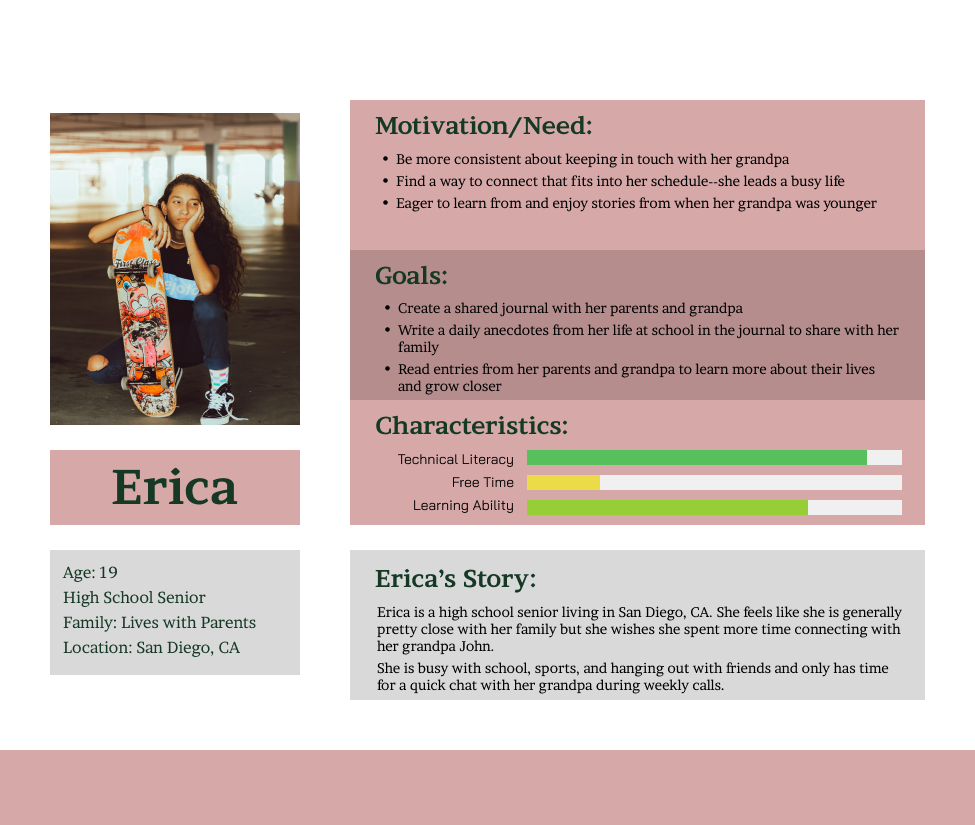 First Class
Erica
Age: 19
High School Senior
Family: Lives with Parents
Location: San Diego, CA
Motivation/Need:
• Be more consistent about keeping in touch with her grandpa
• Find a way to connect that fits into her schedule--she leads a busy life
• Eager to learn from and enjoy stories from when her grandpa was younger
Goals:
• Create a shared journal with her parents and grandpa
• Write a daily anecdotes from her life at school in the journal to share with her
family
• Read entries from her parents and grandpa to learn more about their lives
and grow closer
Characteristics:
Technical Literacy
Free Time
Learning Ability
Erica’s Story:
Erica is a high school senior living in San Diego, CA. She feels like she is generally
pretty close with her family but she wishes she spent more time connecting with
her grandpa John.
She is busy with school, sports, and hanging out with friends and only has time
for a quick chat with her grandpa during weekly calls.